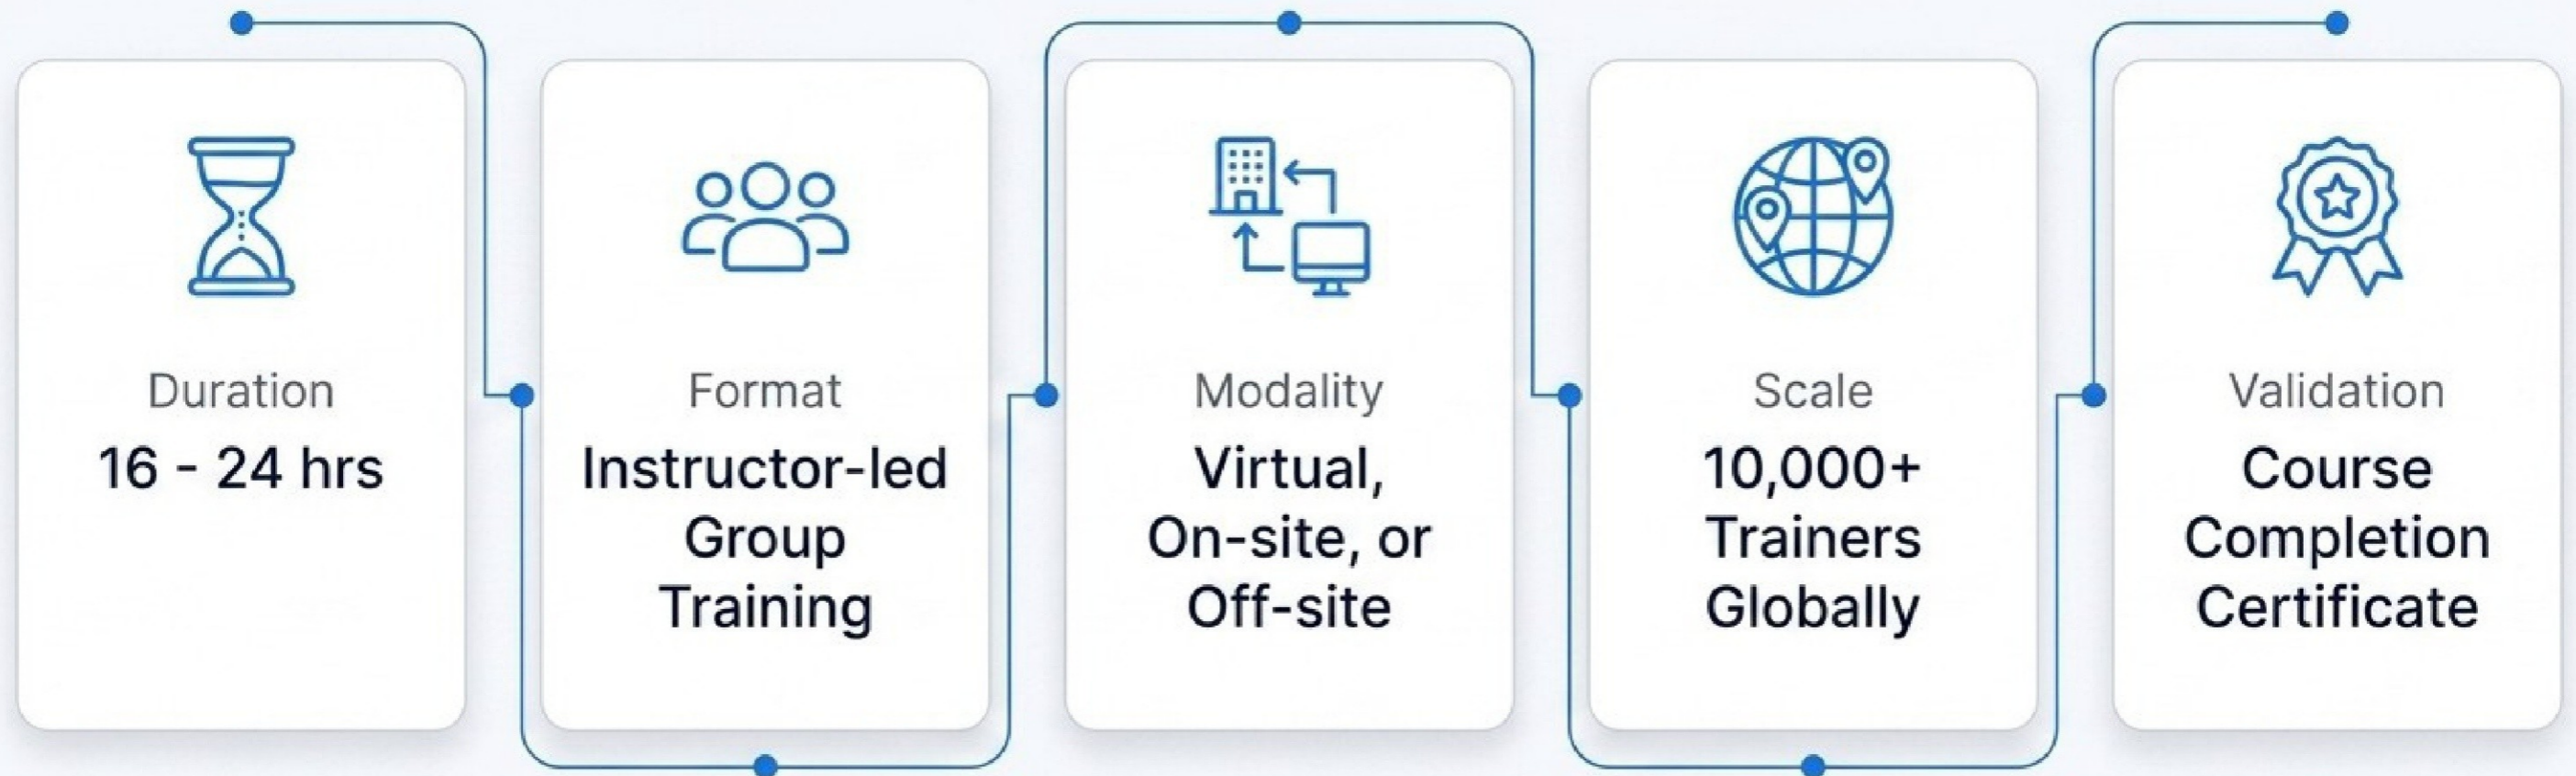 Duration
16 - 24 hrs
Format
Instructor-led
Group
Training
Modality
Virtual,
On-site, or
Off-site
Scale
10,000+
Trainers
Globally
Validation
Course
Completion
Certificate